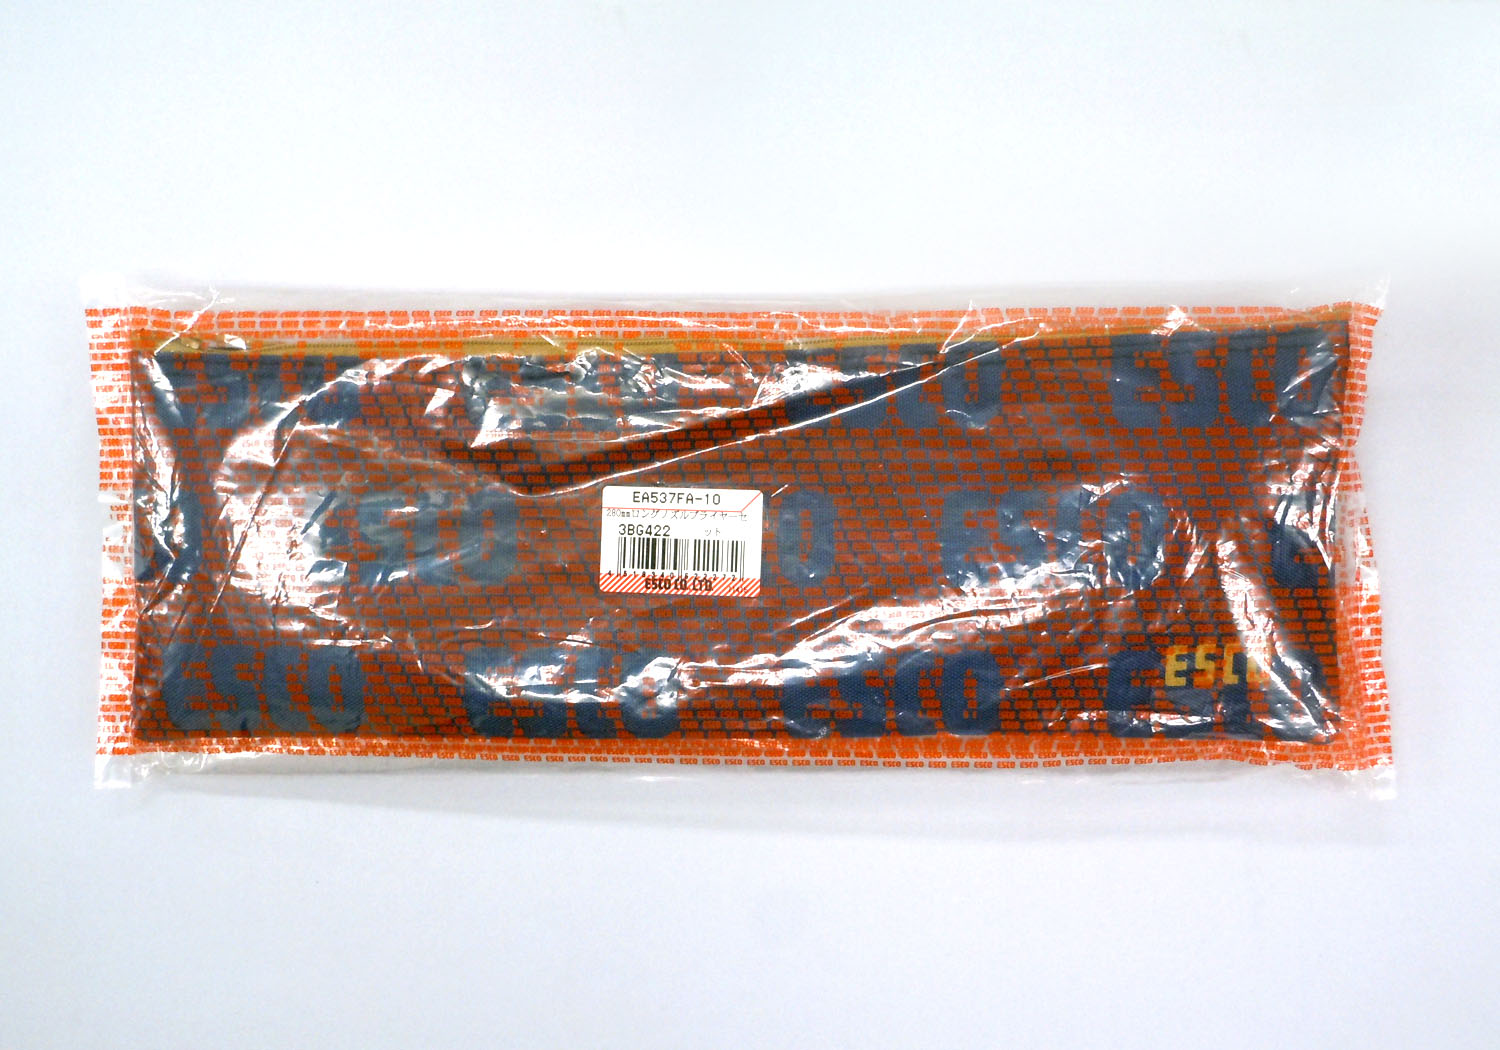 EA537FA-10
280mmロングノズルプライヤーセ
3BG422 ット
ESCO CO.,LTD.
ESCO